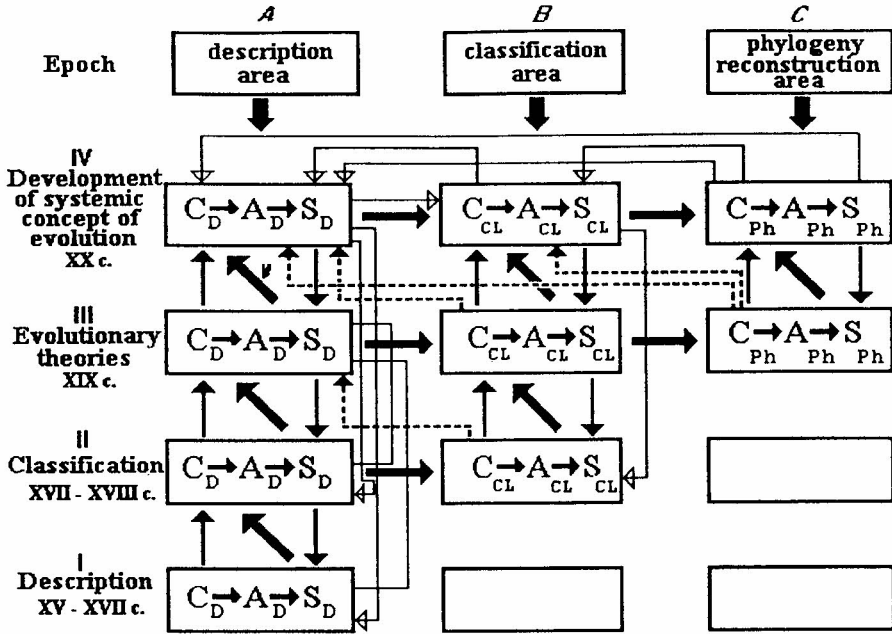 A B C
Epoch
description
area
classification
area
phylogeny
reconstruction
area
IV
Development
of systemic
concept of
evolution
XX c.
C_D→A_D→S_D
C_CL→A_CL→S_CL
C_Ph→A_Ph→S_Ph
III
Evolutionary
theories
XIX c.
C_D→A_D→S_D
C_CL→A_CL→S_CL
C_Ph→A_Ph→S_Ph
II
Classification
XVII - XVIII c.
C_D→A_D→S_D
C_CL→A_CL→S_CL
I
Description
XV - XVII c.
C_D→A_D→S_D